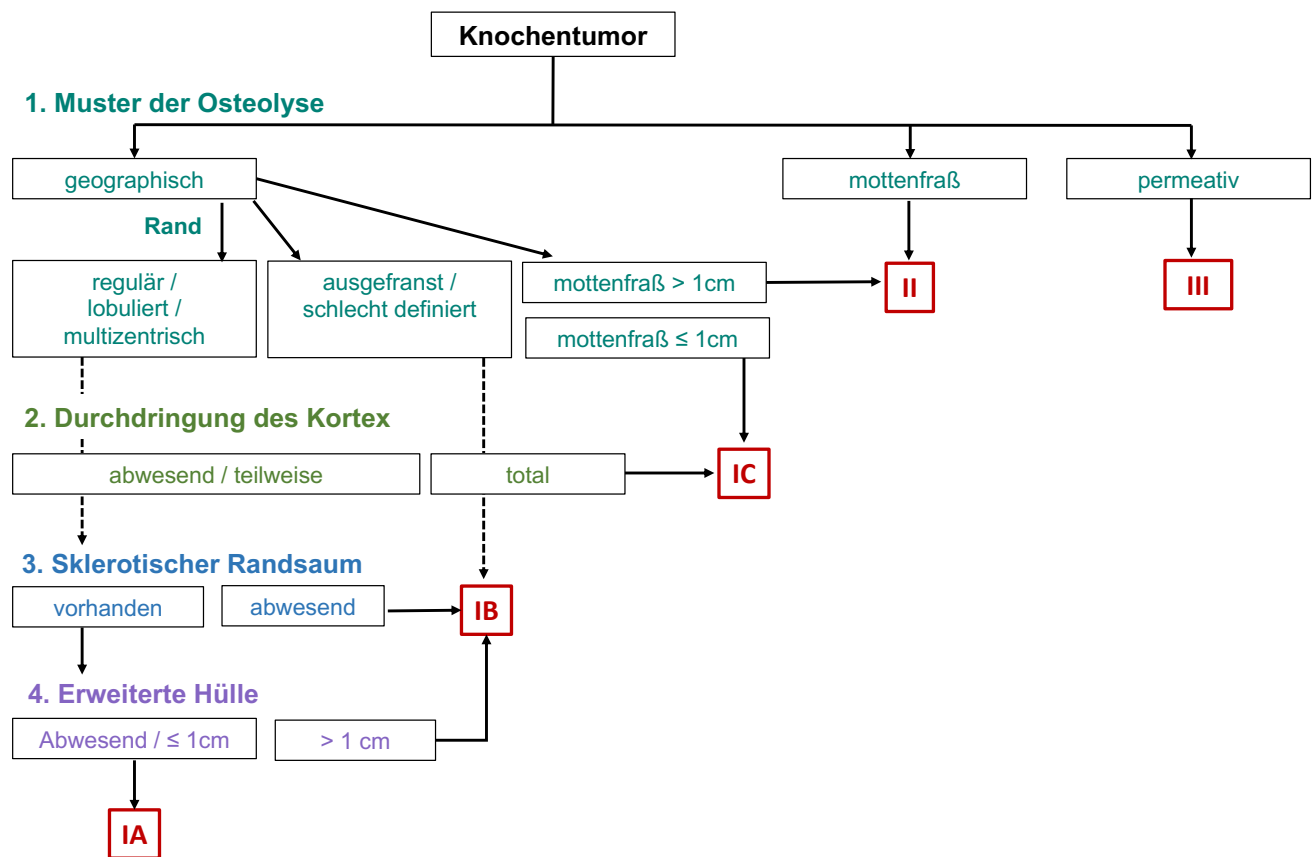 Knochentumor
1. Muster der Osteolyse
geographisch
mottenfraß
permeativ
Rand
regulär /
lobuliert /
multizentrisch
ausgefranst /
schlecht definiert
mottenfraß > 1cm
II
III
mottenfraß ≤ 1cm
2. Durchdringung des Kortex
abwesend / teilweise
total
IC
3. Sklerotischer Randsaum
vorhanden
abwesend
IB
4. Erweiterte Hülle
Abwesend / ≤ 1cm
> 1 cm
IA